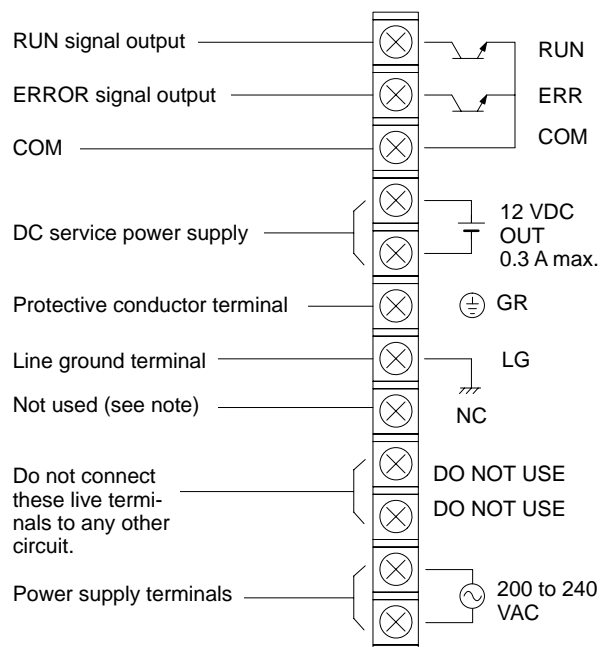 RUN signal output
RUN
ERROR signal output
ERR
COM
COM
DC service power supply
12 VDC
OUT
0.3 A max.
Protective conductor terminal
GR
Line ground terminal
LG
Not used (see note)
NC
Do not connect
these live termi-
nals to any other
circuit.
DO NOT USE
DO NOT USE
Power supply terminals
200 to 240
VAC